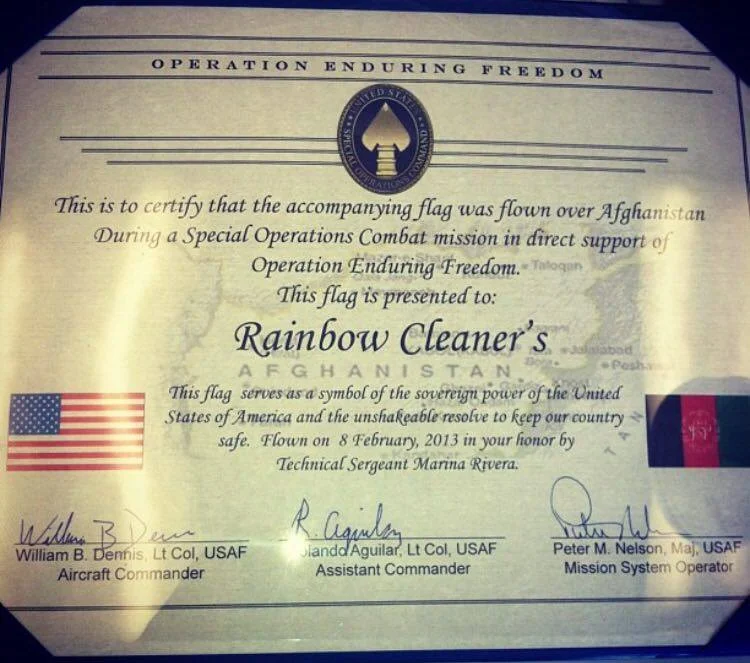 OPERATION ENDURING FREEDOM
UNITED STATES
SPECIAL OPERATIONS COMMAND
This is to certify that the accompanying flag was flown over Afghanistan
During a Special Operations Combat mission in direct support of
Operation Enduring Freedom.
This flag is presented to:
Rainbow Cleaner's
Taloqan
Jalalabad
AFGHANISTAN
This flag serves as a symbol of the sovereign power of the United
States of America and the unshakeable resolve to keep our country
safe. Flown on 8 February, 2013 in your honor by
Technical Sergeant Marina Rivera.
William B. Dennis, Lt Col, USAF
Aircraft Commander
Aguilar, Lt Col, USAF
Assistant Commander
Peter M. Nelson, Maj, USAF
Mission System Operator